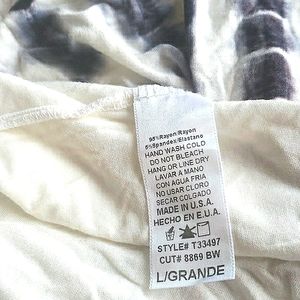 95%Rayon/Rayon
5%Spandex/Elastano
HAND WASH COLD
DO NOT BLEACH
HANG OR LINE DRY
LAVAR A MANO
CON AGUA FRIA
NO USAR CLORO
SECAR COLGADO
MADE IN U.S.A.
HECHO EN E.U.A.
STYLE# T33497
CUT# 8869 BW
L/GRANDE